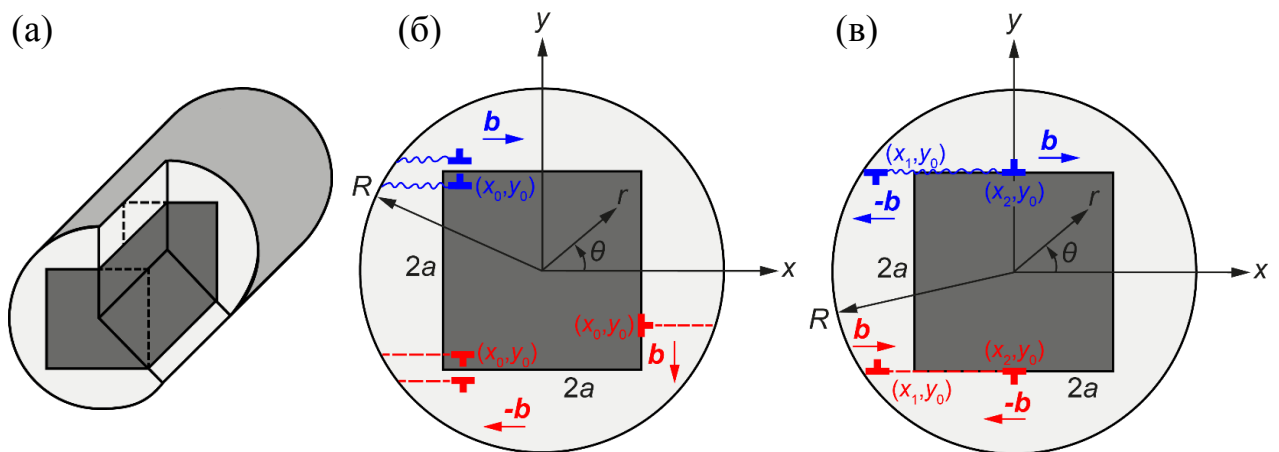 (а)
(б)
(в)
y
b
(x₀,y₀)
R
r
θ
x
2a
(x₀,y₀)
(x₀,y₀)
b
2a
-b
y
b
(x₁,y₀)
(x₂,y₀)
-b
r
θ
x
2a
R
b
(x₂,y₀)
(x₁,y₀)
2a
-b